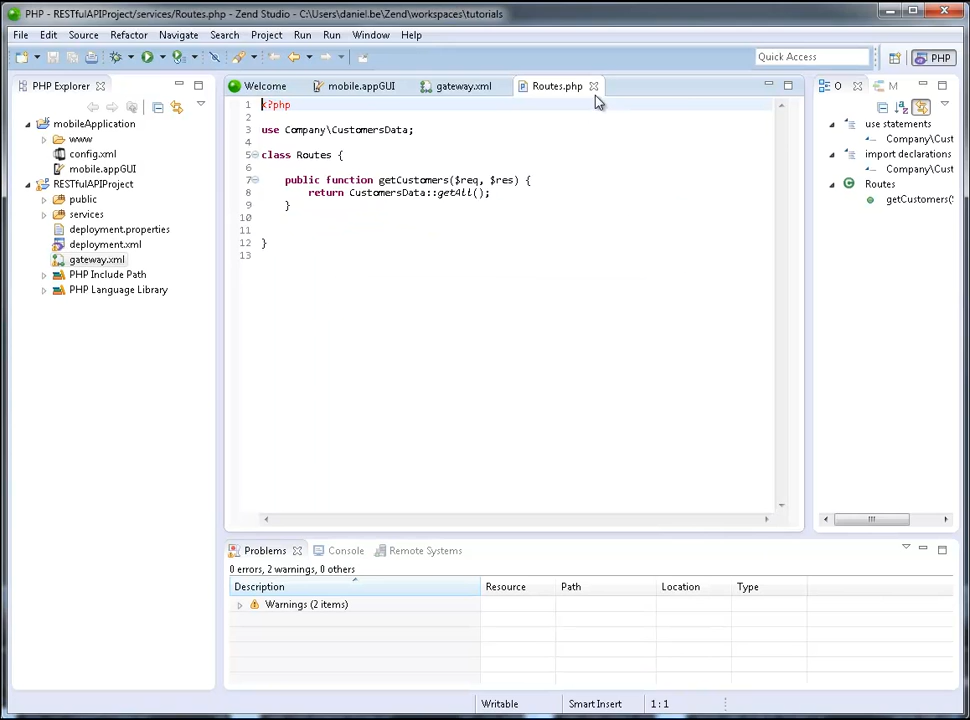 PHP - RESTfulAPIProject/services/Routes.php - Zend Studio - C:\Users\daniel.be\Zend\workspaces\tutorials
File Edit Source Refactor Navigate Search Project Run Run Window Help
Quick Access
PHP
PHP Explorer
mobileApplication
www
config.xml
mobile.appGUI
RESTfulAPIProject
public
services
deployment.properties
deployment.xml
gateway.xml
PHP Include Path
PHP Language Library
Welcome mobile.appGUI gateway.xml Routes.php
1 <?php
2
3 use Company\CustomersData;
4
5 class Routes {
6
7 public function getCustomers($req, $res) {
8 return CustomersData::getAll();
9 }
10
11
12 }
13
O M
use statements
Company\Cust
import declarations
Company\Cust
Routes
getCustomers(
Problems Console Remote Systems
0 errors, 2 warnings, 0 others
Description Resource Path Location Type
Warnings (2 items)
Writable Smart Insert 1:1